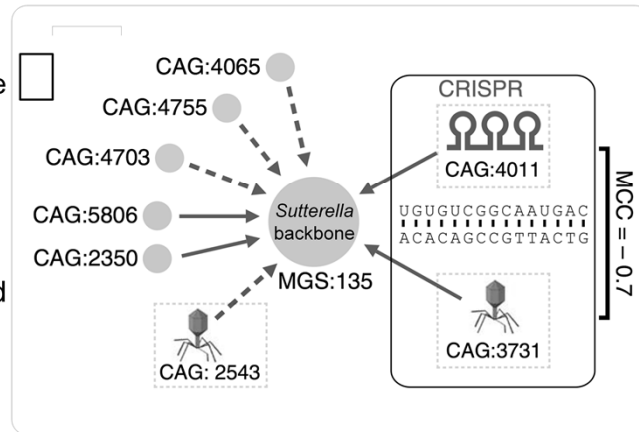 CAG:4065
CAG:4755
CAG:4703
CAG:5806
CAG:2350
CAG: 2543
Sutterella
backbone
MGS:135
CRISPR
CAG:4011
UGUGUCGGCAAUGAC
ACACAGCCGTTACTG
CAG:3731
MCC = – 0.7
e
d